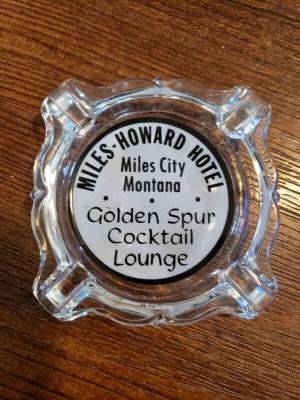 MILES-HOWARD HOTEL
Miles City
Montana
Golden Spur
Cocktail
Lounge